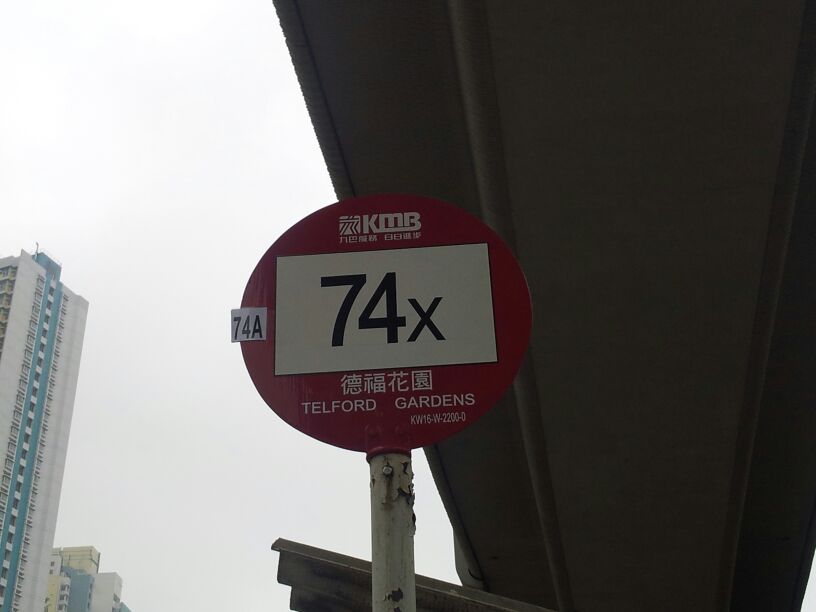 KMB
九巴服務 日日進步
74X
74A
德福花園
TELFORD GARDENS
KW16-W-2200-0